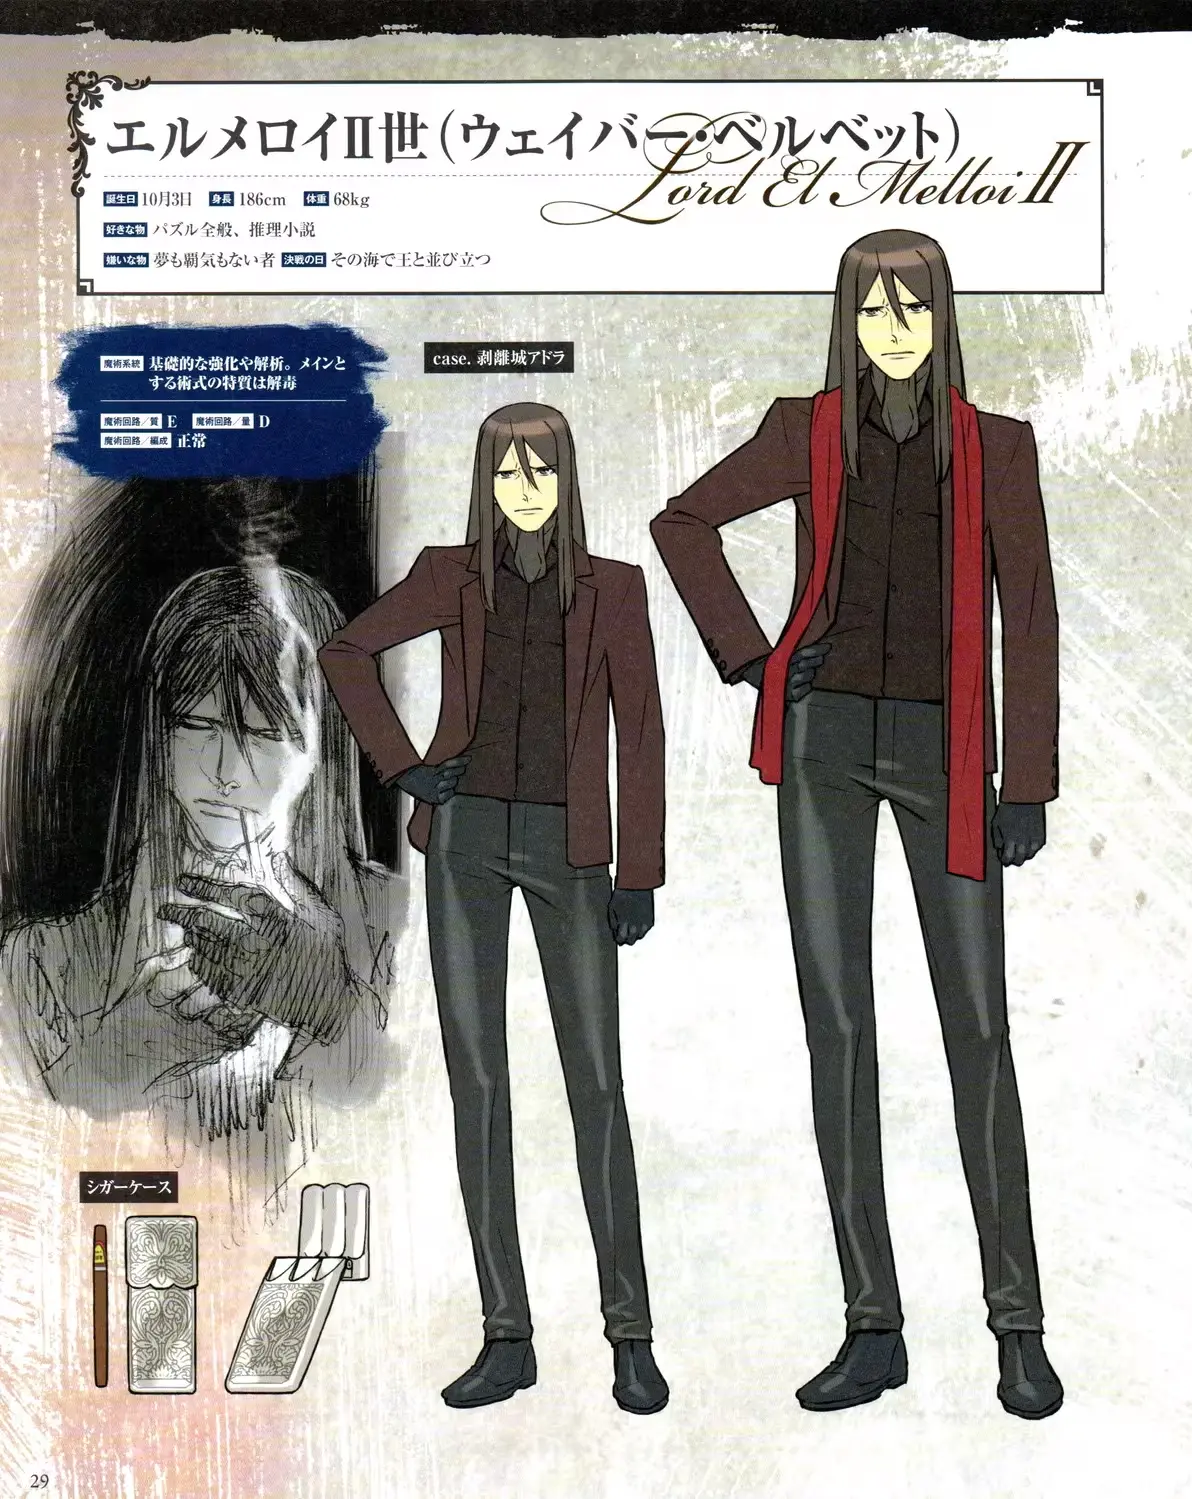 エルメロイII世（ウェイバー・ベルベット）
Lord El Melloi II
誕生日 10月3日 身長 186cm 体重 68kg
好きな物 パズル全般、推理小説
嫌いな物 夢も覇気もない者 決戦の日 その海で王と並び立つ
魔術系統 基礎的な強化や解析。メインと
する術式の特質は解毒
魔術回路／質 E 魔術回路／量 D
魔術回路／編成 正常
case. 剥離城アドラ
シガーケース
29